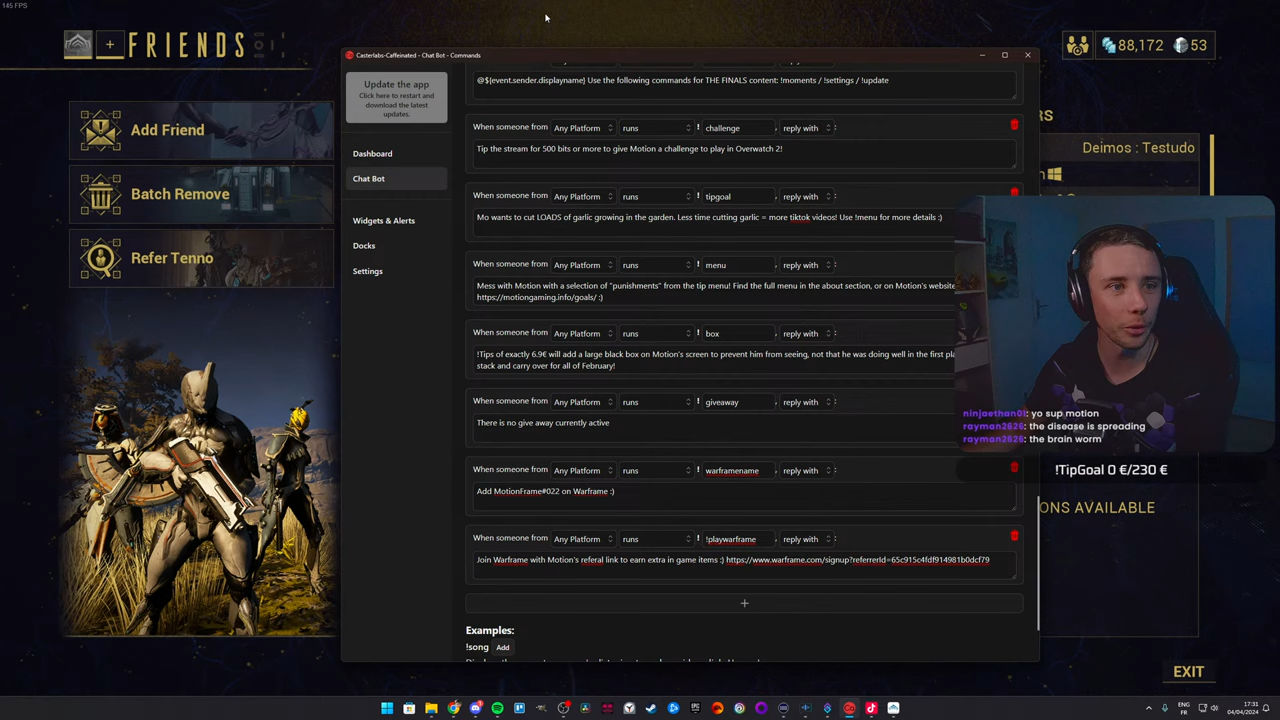 145 FPS
FRIENDS
88,172
53
Add Friend
Batch Remove
Refer Tenno
Casterlabs-Caffeinated - Chat Bot - Commands
Update the app
Click here to restart and
download the latest
updates.
Dashboard
Chat Bot
Widgets & Alerts
Docks
Settings
@${event.sender.displayname} Use the following commands for THE FINALS content: !moments / !settings / !update
When someone from Any Platform runs ! challenge , reply with :
Tip the stream for 500 bits or more to give Motion a challenge to play in Overwatch 2!
When someone from Any Platform runs ! tipgoal , reply with :
Mo wants to cut LOADS of garlic growing in the garden. Less time cutting garlic = more tiktok videos! Use !menu for more details :)
When someone from Any Platform runs ! menu , reply with :
Mess with Motion with a selection of "punishments" from the tip menu! Find the full menu in the about section, or on Motion's website
https://motiongaming.info/goals/ :)
When someone from Any Platform runs ! box , reply with :
!Tips of exactly 6.9€ will add a large black box on Motion's screen to prevent him from seeing, not that he was doing well in the first pla
stack and carry over for all of February!
When someone from Any Platform runs ! giveaway , reply with :
There is no give away currently active
When someone from Any Platform runs ! warframename , reply with :
Add MotionFrame#022 on Warframe :)
When someone from Any Platform runs ! !playwarframe , reply with :
Join Warframe with Motion's referal link to earn extra in game items :) https://www.warframe.com/signup?referrerId=65c915c4fdf914981b0dcf79
+
Examples:
!song Add
RS
Deimos : Testudo
ninjaethan01: yo sup motion
rayman2626: the disease is spreading
rayman2626: the brain worm
!TipGoal 0 €/230 €
ONS AVAILABLE
EXIT
ENG
FR
17:31
04/04/2024